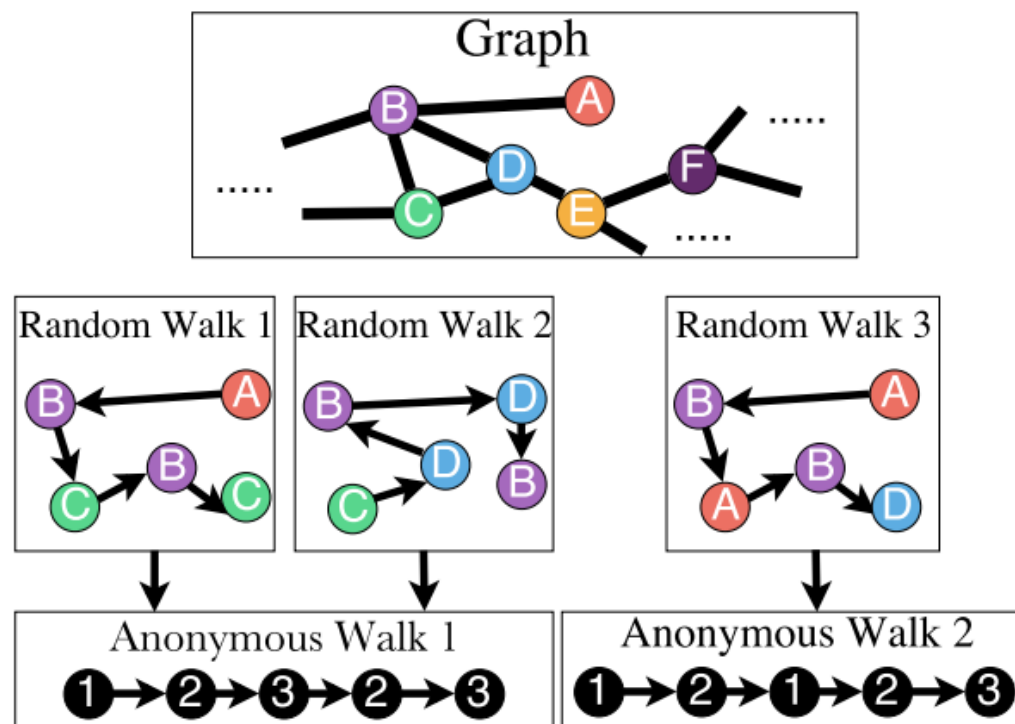 Graph
B A
D F
C E
.....
.....
.....
Random Walk 1
B A
B
C C
Random Walk 2
B D
D B
C
Random Walk 3
B A
B
A D
Anonymous Walk 1
1 2 3 2 3
Anonymous Walk 2
1 2 1 2 3